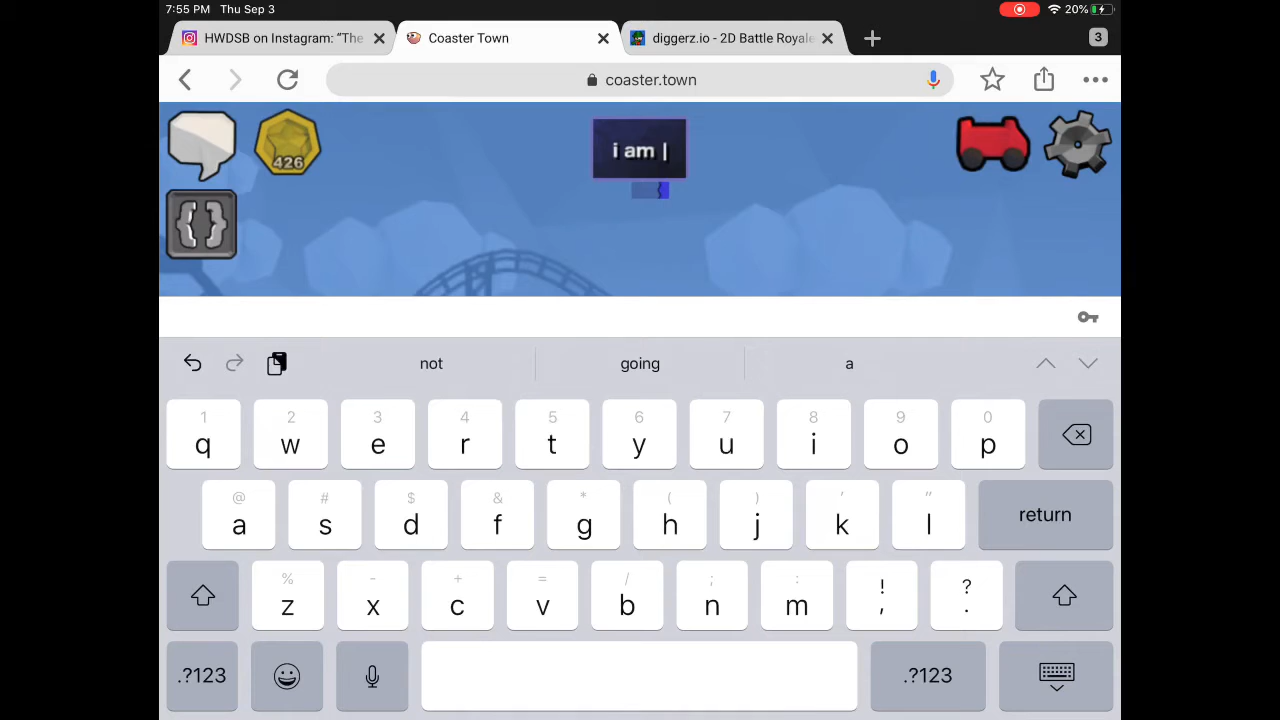 7:55 PM Thu Sep 3
20%
HWDSB on Instagram: “The
Coaster Town
diggerz.io - 2D Battle Royale
3
coaster.town
426
i am |
{}
not
going
a
1 2 3 4 5 6 7 8 9 0
q w e r t y u i o p
@ # $ & * ( ) ' "
a s d f g h j k l return
% - + = / ; : ! ?
z x c v b n m , .
.?123 .?123